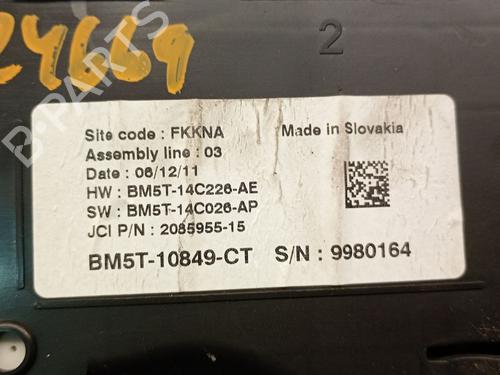 24669
2
B-PARTS
Site code : FKKNA Made in Slovakia
Assembly line : 03
Date : 06/12/11
HW : BM5T-14C226-AE
SW : BM5T-14C026-AP
JCI P/N : 2085955-15
BM5T-10849-CT S/N : 9980164